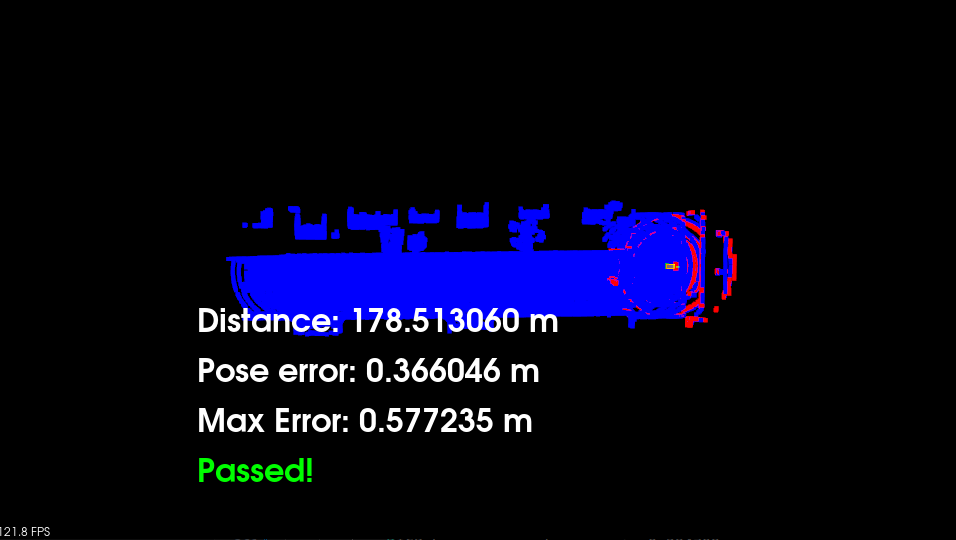 Distance: 178.513060 m
Pose error: 0.366046 m
Max Error: 0.577235 m
Passed!
121.8 FPS